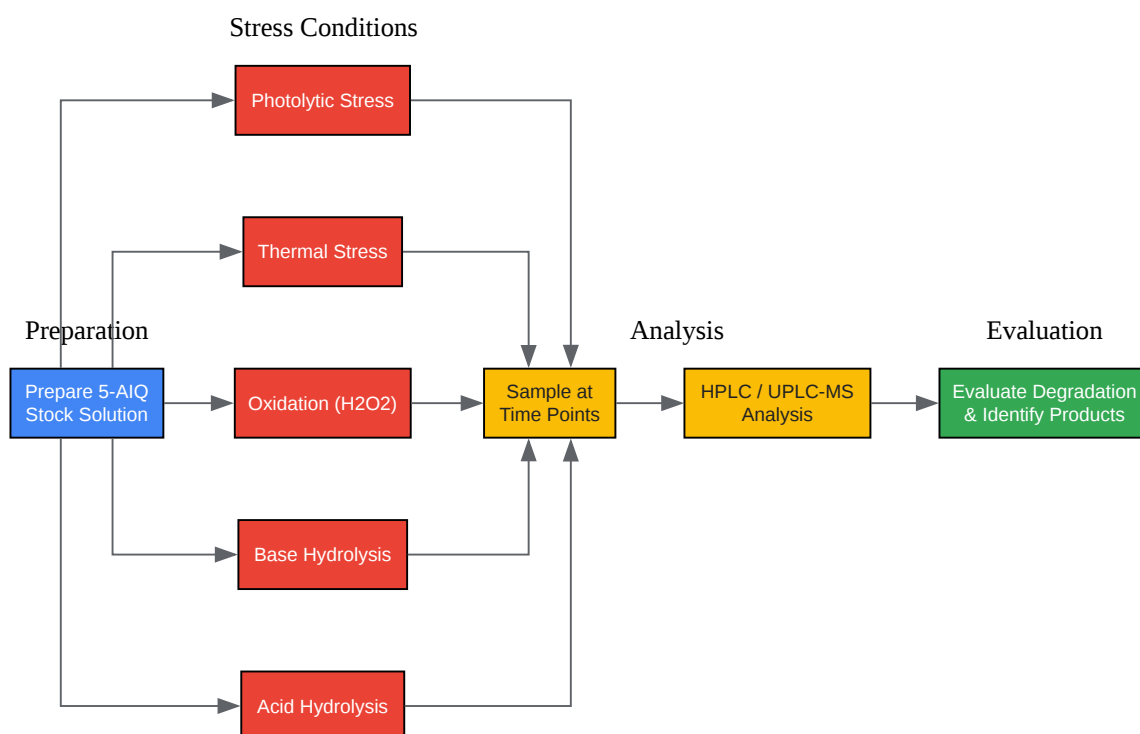 Stress Conditions
Photolytic Stress
Thermal Stress
Preparation
Analysis
Evaluation
Prepare 5-AIQ
Stock Solution
Oxidation (H2O2)
Sample at
Time Points
HPLC / UPLC-MS
Analysis
Evaluate Degradation
& Identify Products
Base Hydrolysis
Acid Hydrolysis